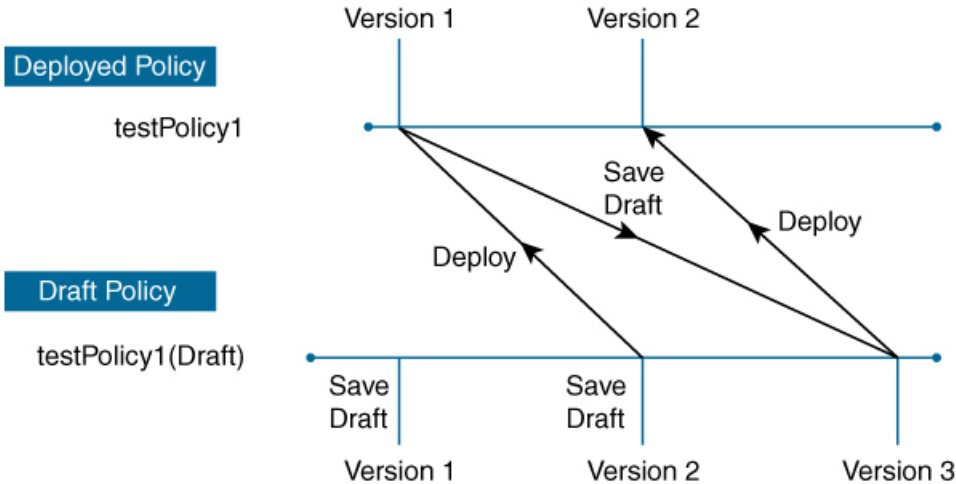 Version 1
Version 2
Deployed Policy
testPolicy1
Save
Draft
Deploy
Deploy
Draft Policy
testPolicy1(Draft)
Save
Draft
Save
Draft
Version 1
Version 2
Version 3